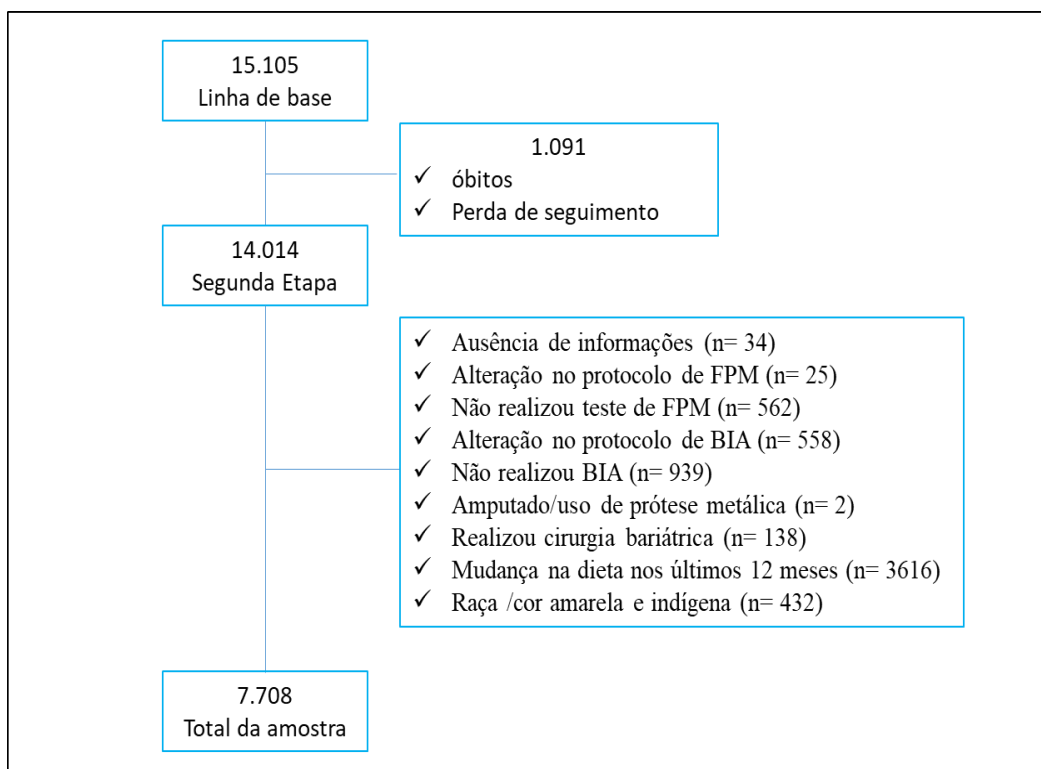 15.105
Linha de base
1.091
✓ óbitos
✓ Perda de seguimento
14.014
Segunda Etapa
✓ Ausência de informações (n= 34)
✓ Alteração no protocolo de FPM (n= 25)
✓ Não realizou teste de FPM (n= 562)
✓ Alteração no protocolo de BIA (n= 558)
✓ Não realizou BIA (n= 939)
✓ Amputado/uso de prótese metálica (n= 2)
✓ Realizou cirurgia bariátrica (n= 138)
✓ Mudança na dieta nos últimos 12 meses (n= 3616)
✓ Raça /cor amarela e indígena (n= 432)
7.708
Total da amostra